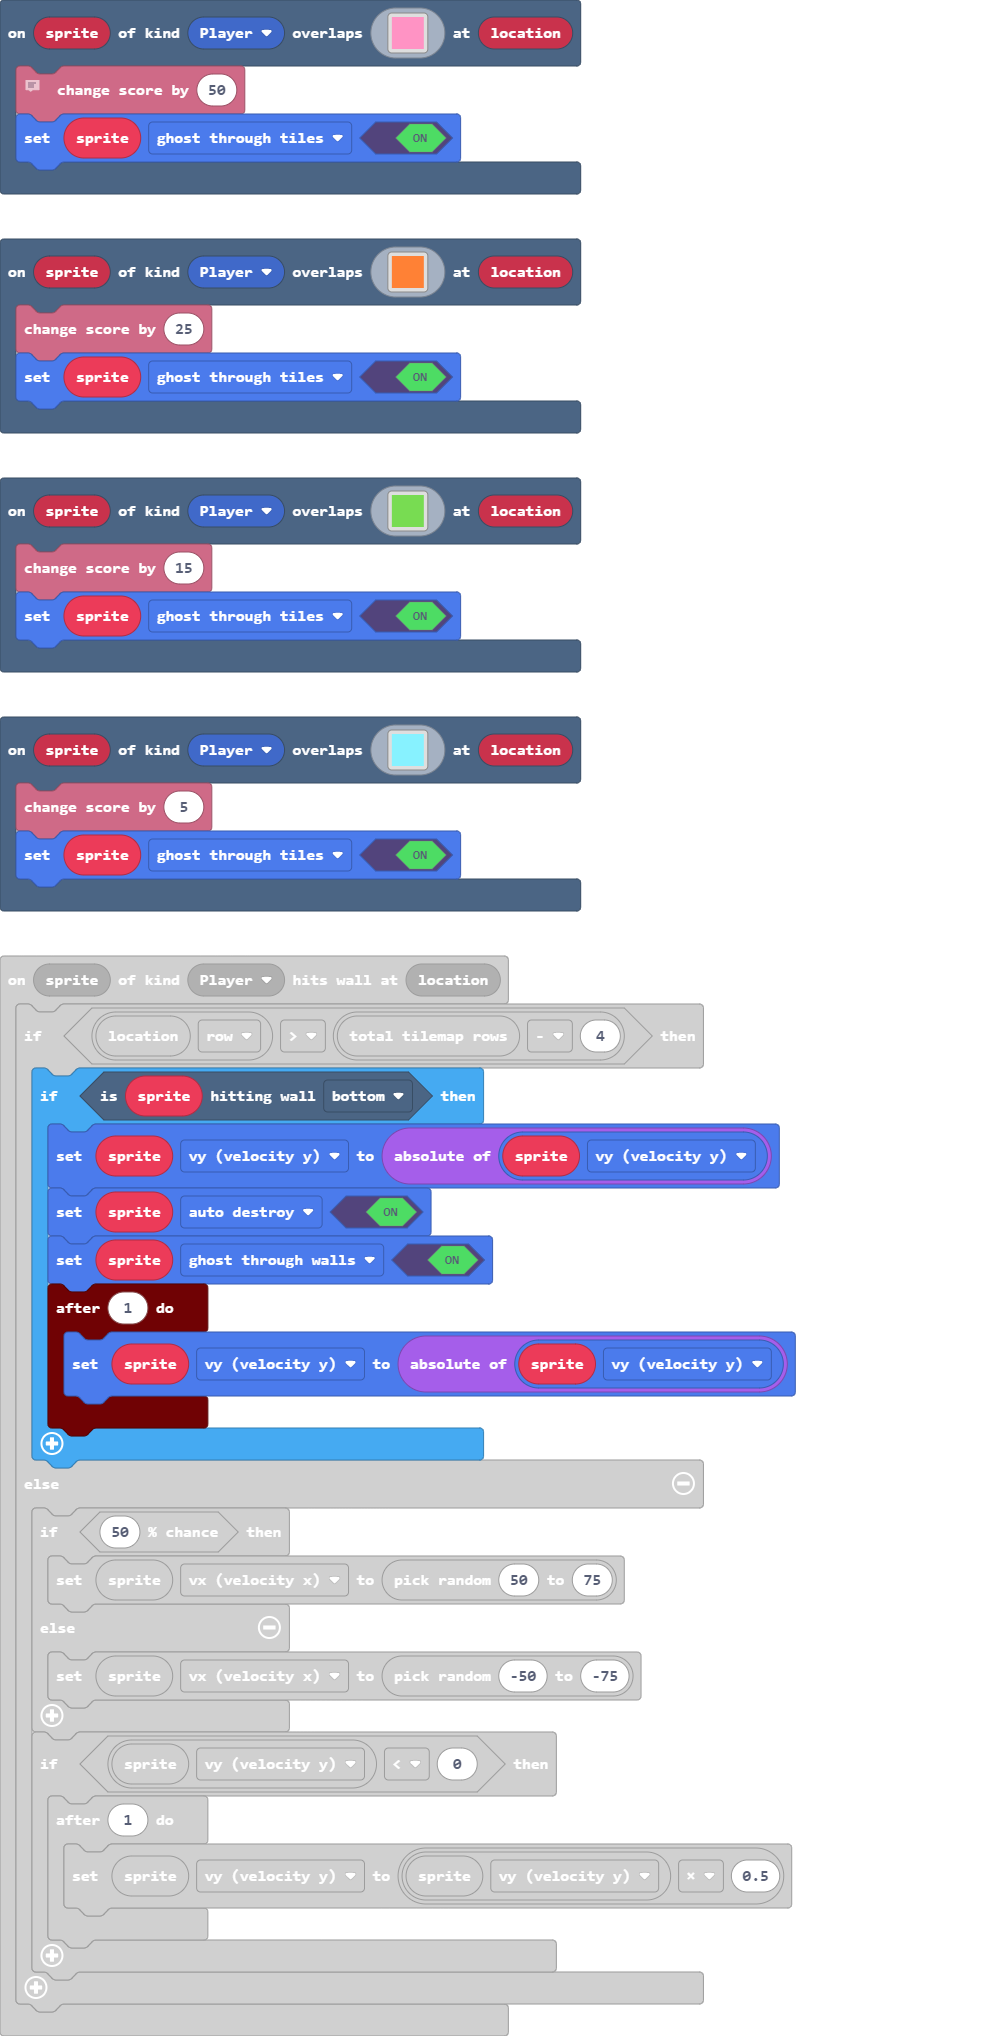 on sprite of kind Player overlaps at location
change score by 50
set sprite ghost through tiles ON
on sprite of kind Player overlaps at location
change score by 25
set sprite ghost through tiles ON
on sprite of kind Player overlaps at location
change score by 15
set sprite ghost through tiles ON
on sprite of kind Player overlaps at location
change score by 5
set sprite ghost through tiles ON
on sprite of kind Player hits wall at location
if location row > total tilemap rows - 4 then
if is sprite hitting wall bottom then
set sprite vy (velocity y) to absolute of sprite vy (velocity y)
set sprite auto destroy ON
set sprite ghost through walls ON
after 1 do
set sprite vy (velocity y) to absolute of sprite vy (velocity y)
else
if 50 % chance then
set sprite vx (velocity x) to pick random 50 to 75
else
set sprite vx (velocity x) to pick random -50 to -75
if sprite vy (velocity y) < 0 then
after 1 do
set sprite vy (velocity y) to sprite vy (velocity y) × 0.5